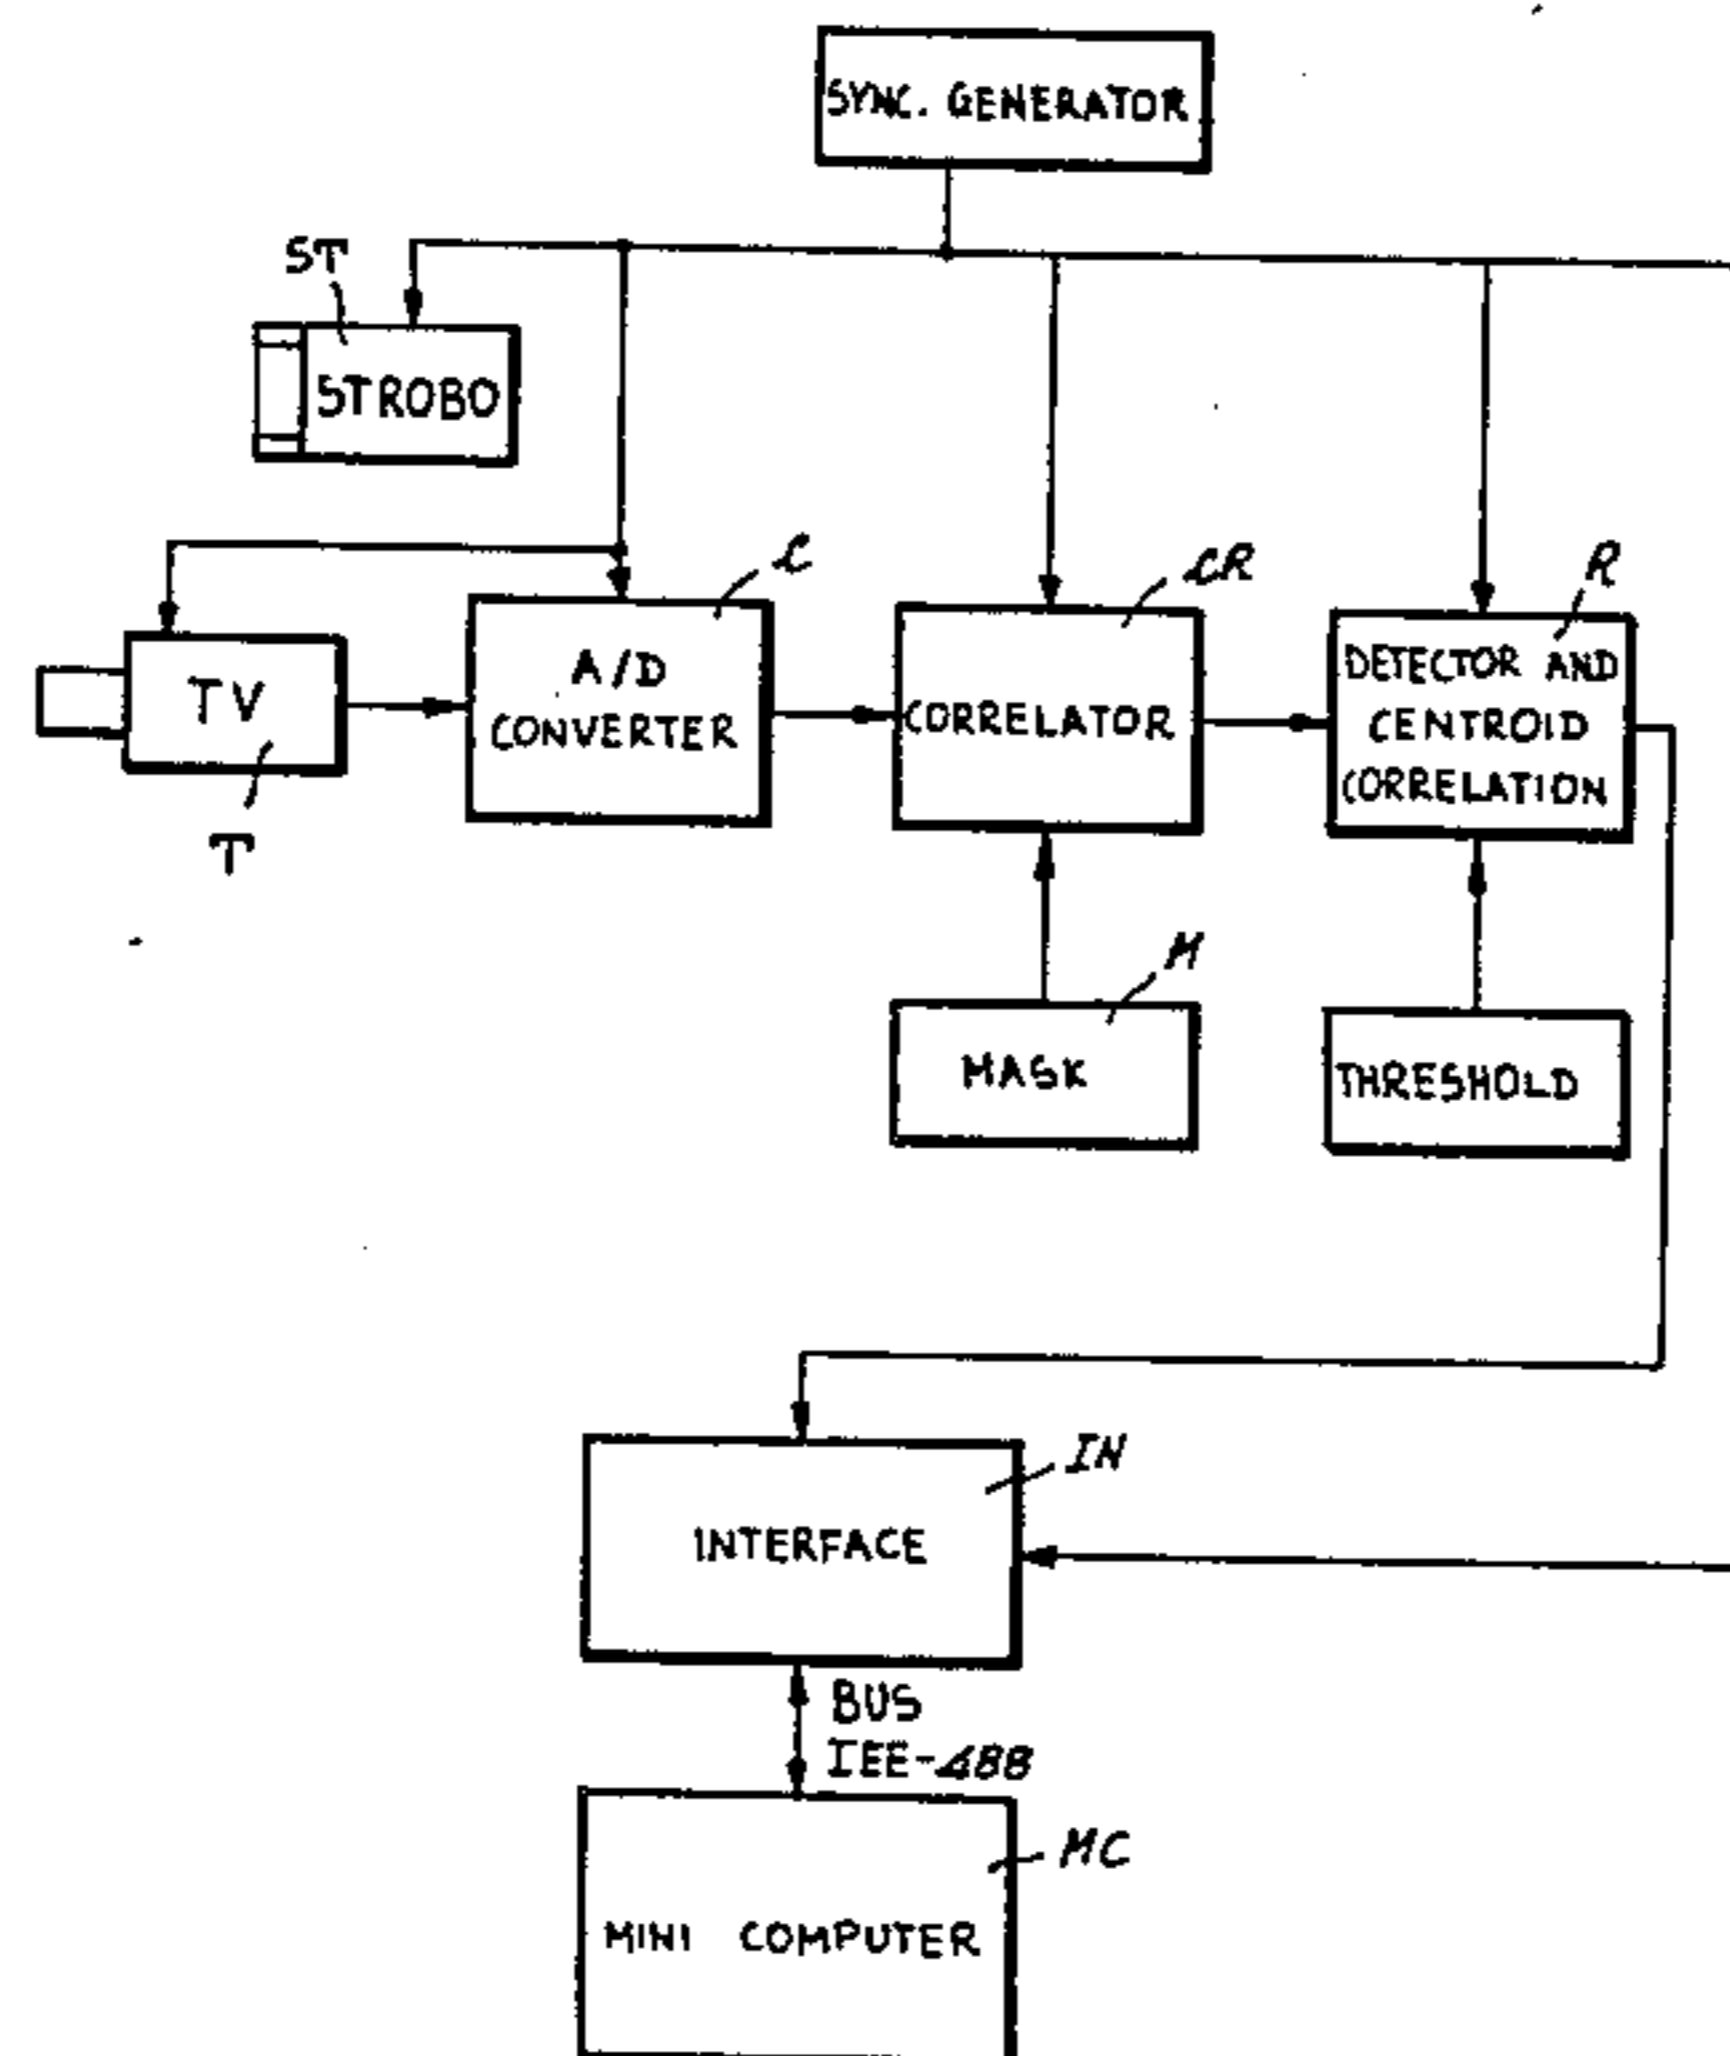 SYNC. GENERATOR
ST
STROBO
C
CR
R
TV
A/D
CONVERTER
CORRELATOR
DETECTOR AND
CENTROID
CORRELATION
T
M
MASK
THRESHOLD
IN
INTERFACE
BUS
IEE-488
MC
MINI COMPUTER